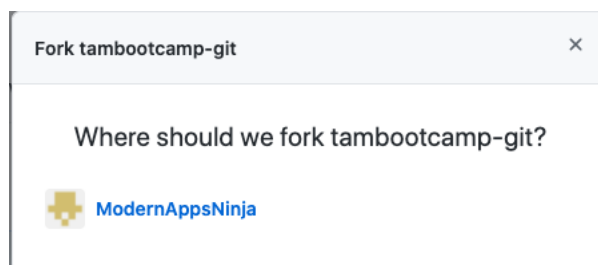 Fork tambootcamp-git
Where should we fork tambootcamp-git?
ModernAppsNinja